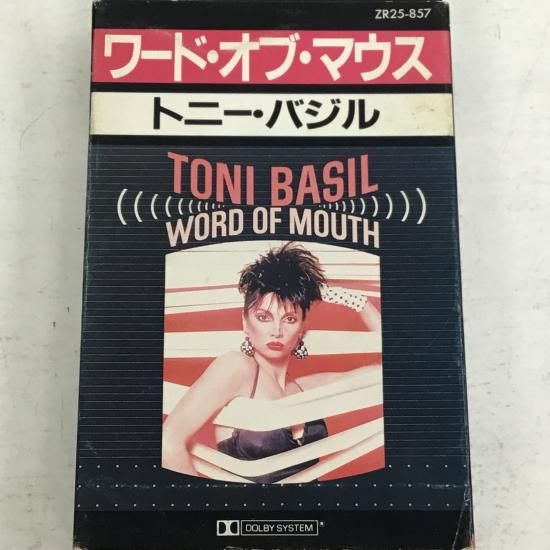 ZR25-857
ワード・オブ・マウス
トニー・バジル
TONI BASIL
WORD OF MOUTH
DOLBY SYSTEM